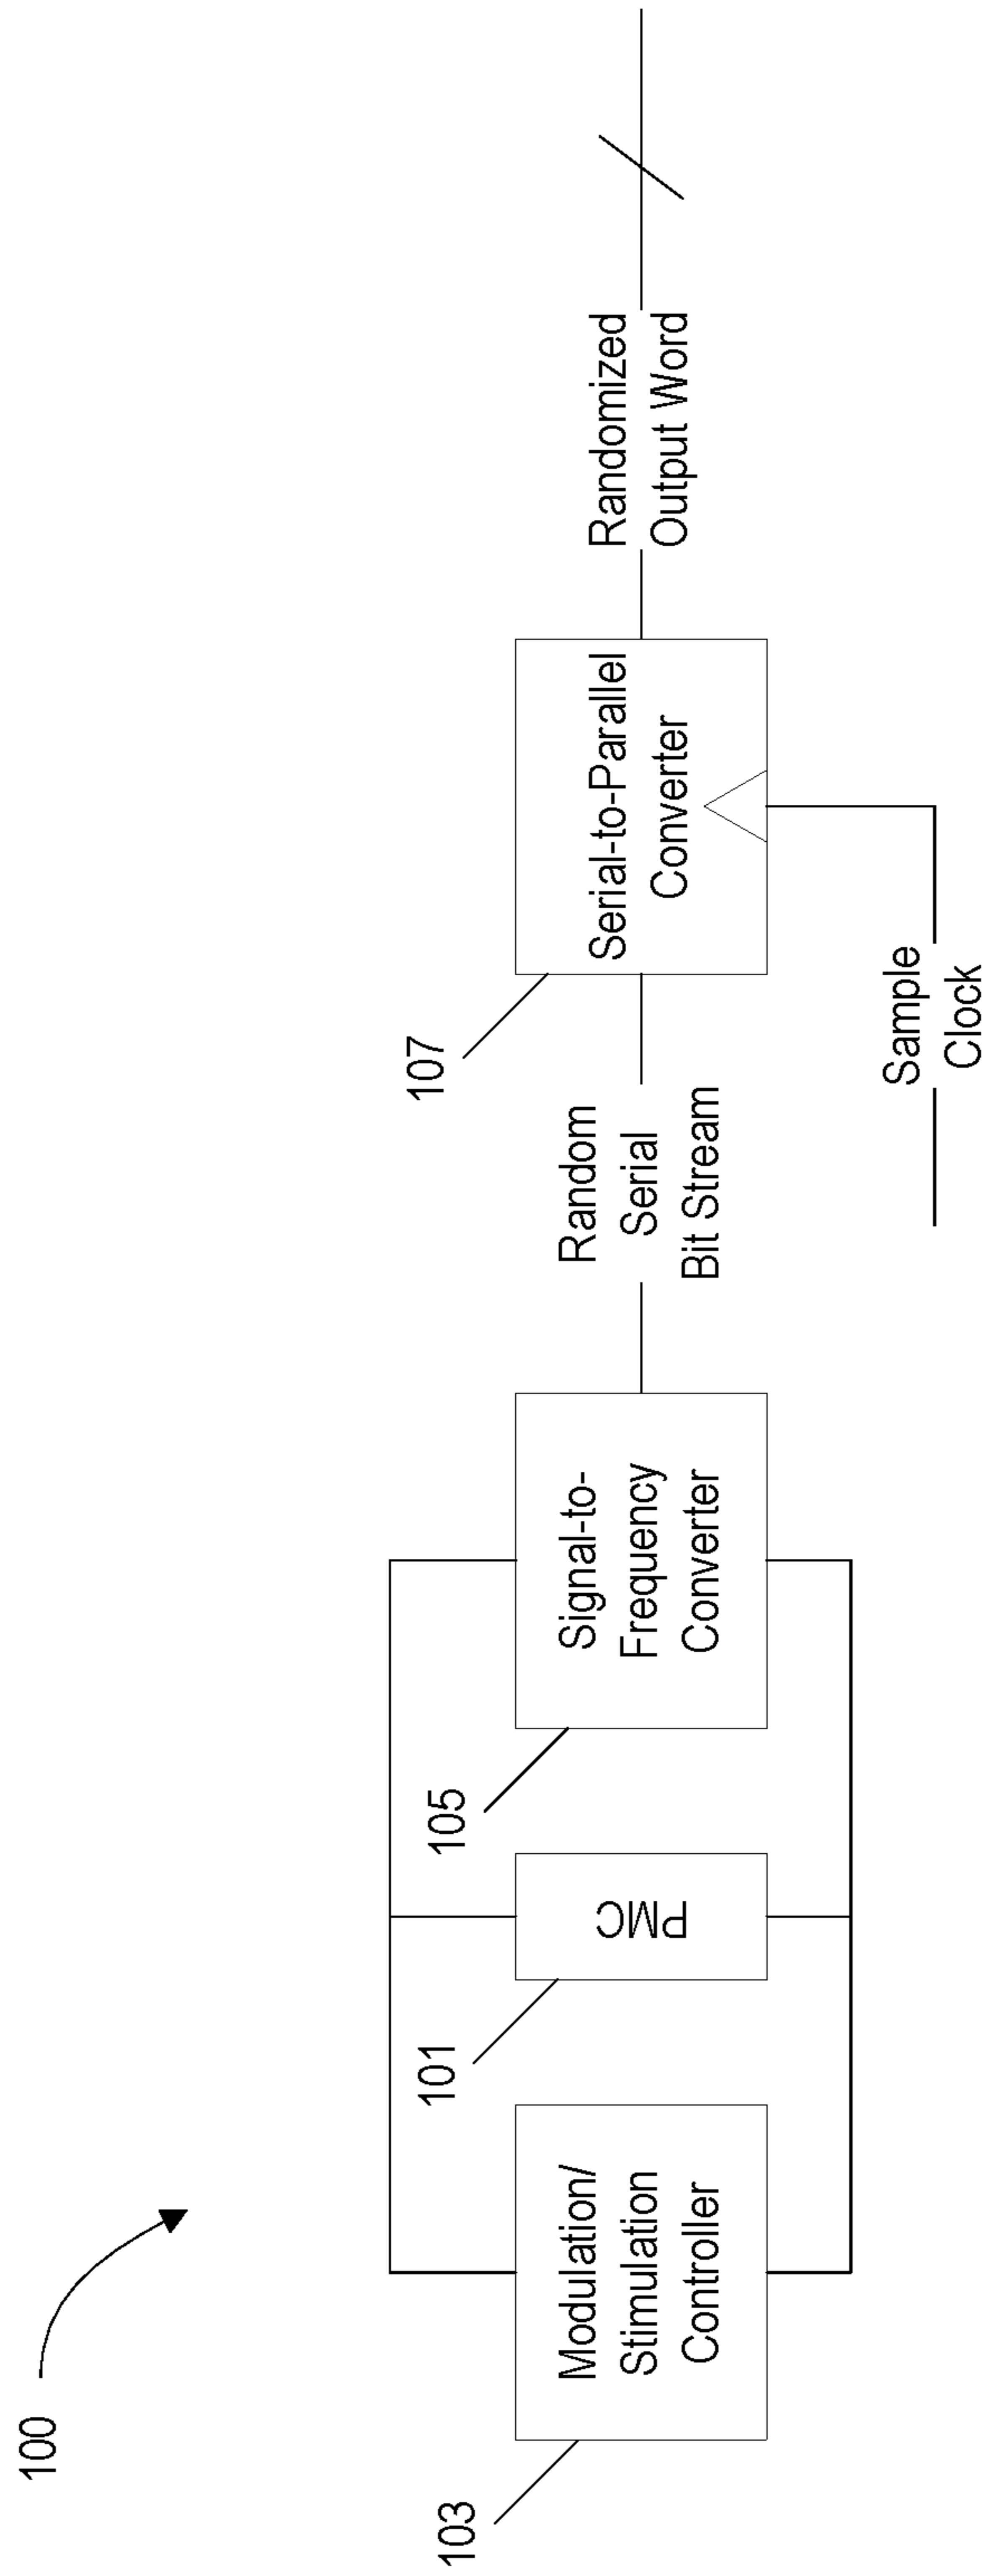 100
103
Modulation/
Stimulation
Controller
101
PMC
105
Signal-to-
Frequency
Converter
Random
Serial
Bit Stream
107
Serial-to-Parallel
Converter
Sample
Clock
Randomized
Output Word